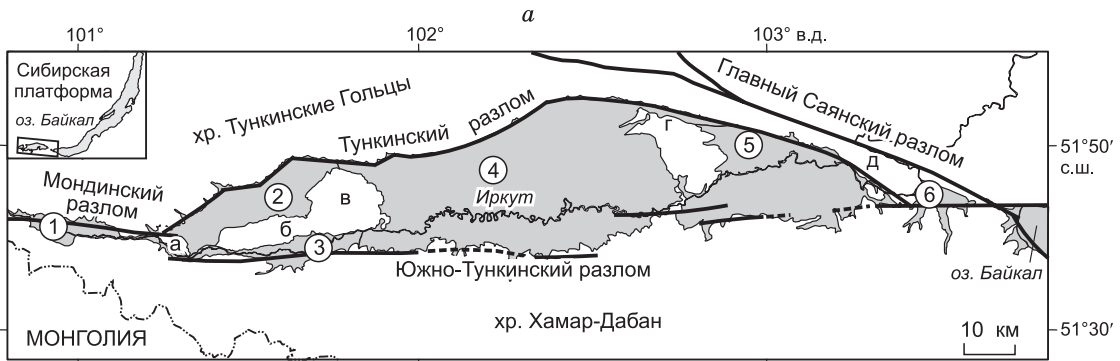 а
101°
102°
103° в.д.
Сибирская
платформа
оз. Байкал
хр. Тункинские Гольцы
Тункинский разлом
Главный Саянский разлом
51°50'
с.ш.
Мондинский
разлом
1
2
3
4
5
6
а
б
в
г
д
Иркут
Южно-Тункинский разлом
оз. Байкал
хр. Хамар-Дабан
МОНГОЛИЯ
10 км
51°30'